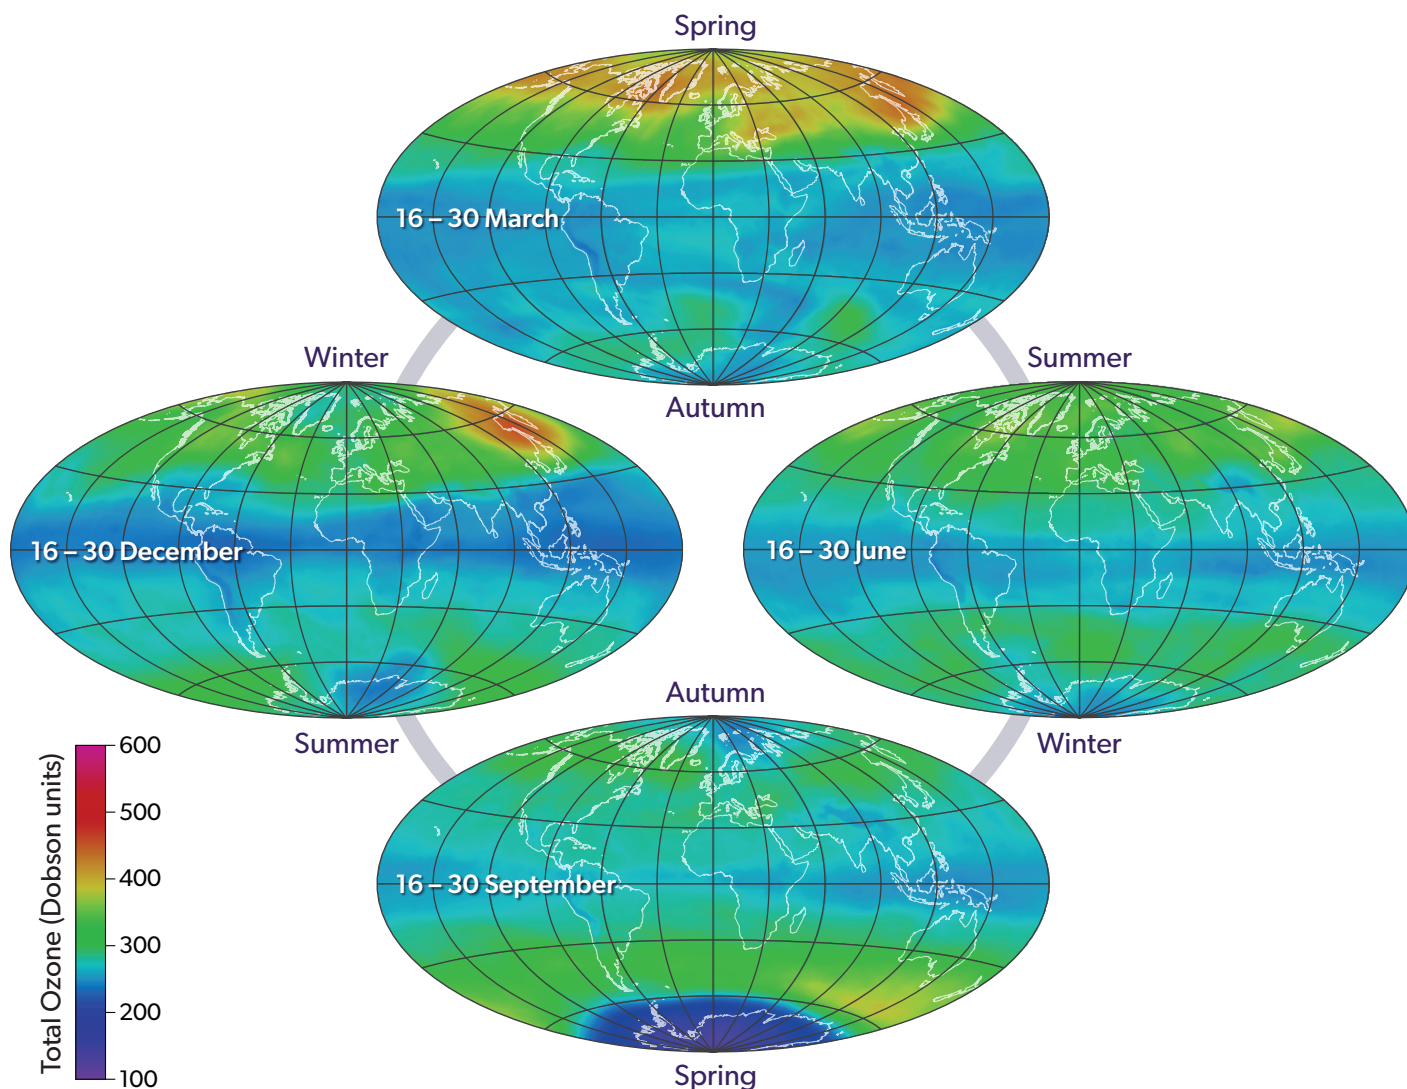 Spring
16 – 30 March
Autumn
Winter
16 – 30 December
Summer
Summer
16 – 30 June
Winter
Autumn
16 – 30 September
Spring
Total Ozone (Dobson units)
600
500
400
300
200
100